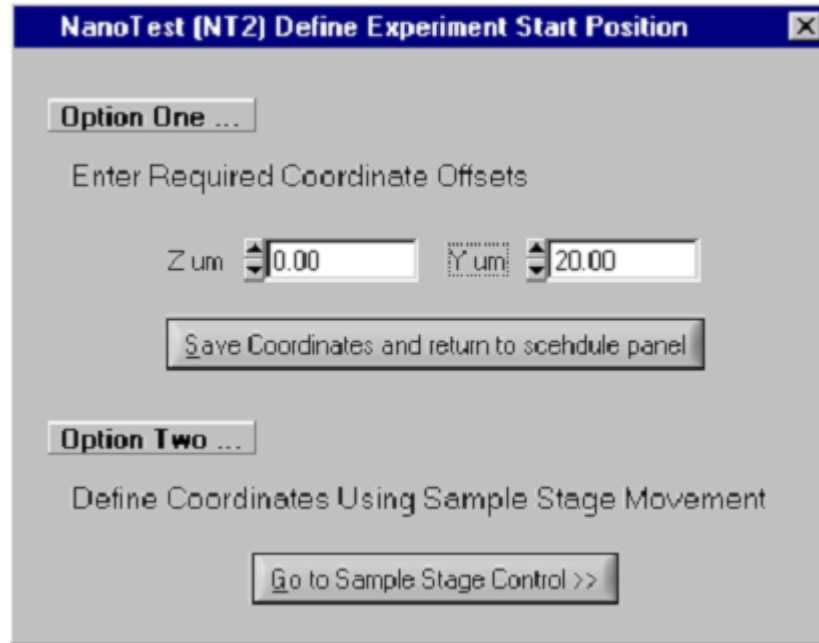 NanoTest (NT2) Define Experiment Start Position
Option One ...
Enter Required Coordinate Offsets
Z um 0.00 Y um 20.00
Save Coordinates and return to scehdule panel
Option Two ...
Define Coordinates Using Sample Stage Movement
Go to Sample Stage Control >>